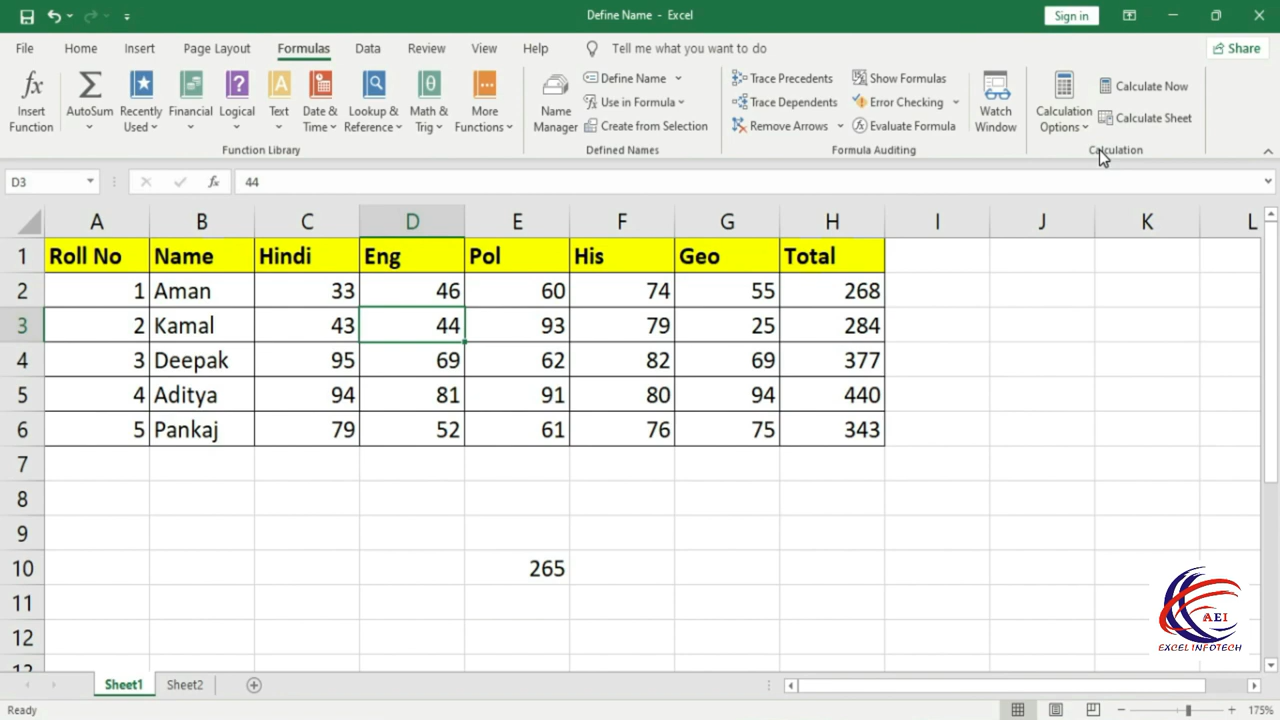 Define Name - Excel
Sign in
File Home Insert Page Layout Formulas Data Review View Help Tell me what you want to do Share
fx Insert Function
AutoSum
Recently Used
Financial
Logical
Text
Date & Time
Lookup & Reference
Math & Trig
More Functions
Function Library
Name Manager
Define Name
Use in Formula
Create from Selection
Defined Names
Trace Precedents
Trace Dependents
Remove Arrows
Show Formulas
Error Checking
Evaluate Formula
Formula Auditing
Watch Window
Calculation Options
Calculate Now
Calculate Sheet
Calculation
D3 fx 44
A B C D E F G H I J K L
1 Roll No Name Hindi Eng Pol His Geo Total
2 1 Aman 33 46 60 74 55 268
3 2 Kamal 43 44 93 79 25 284
4 3 Deepak 95 69 62 82 69 377
5 4 Aditya 94 81 91 80 94 440
6 5 Pankaj 79 52 61 76 75 343
7
8
9
10 265
11
12
13
AEI
EXCEL INFOTECH
Sheet1 Sheet2
Ready 175%